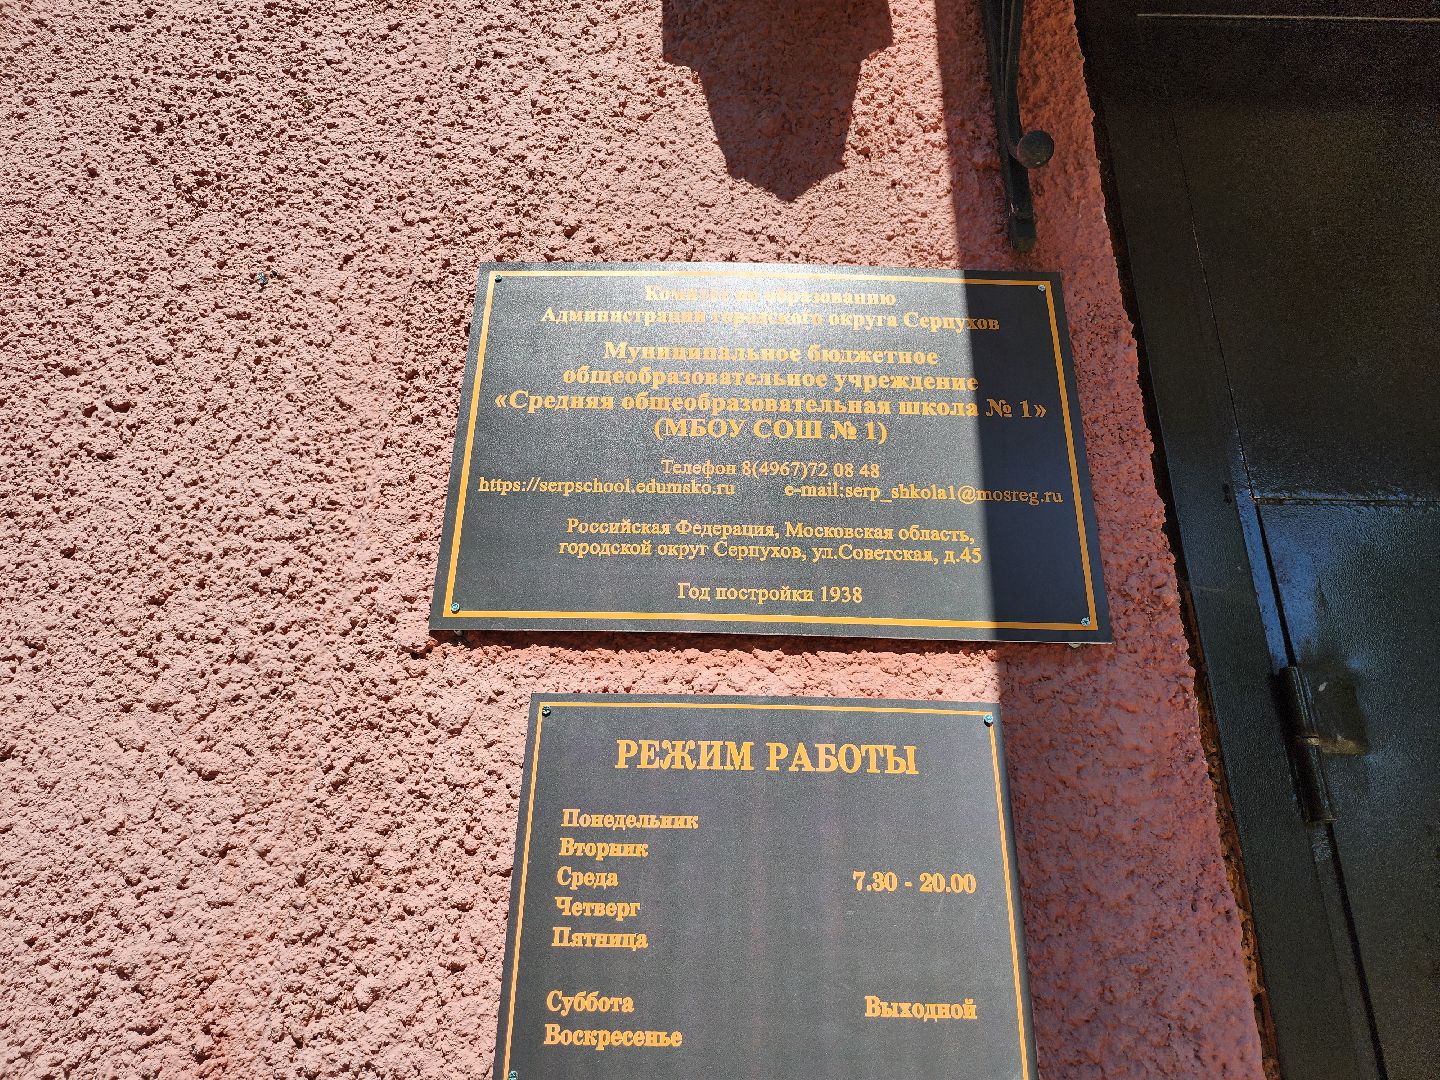 Комитет по образованию
Администрации городского округа Серпухов
Муниципальное бюджетное
общеобразовательное учреждение
«Средняя общеобразовательная школа № 1»
(МБОУ СОШ № 1)
Телефон 8(4967)72 08 48
https://serpschool.edumsko.ru e-mail:serp_shkola1@mosreg.ru
Российская Федерация, Московская область,
городской округ Серпухов, ул.Советская, д.45
Год постройки 1938
РЕЖИМ РАБОТЫ
Понедельник
Вторник
Среда 7.30 - 20.00
Четверг
Пятница
Суббота Выходной
Воскресенье